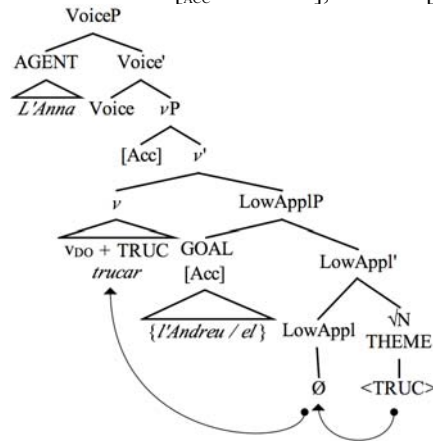 [ACC ],
VoiceP
AGENT Voice'
L'Anna Voice vP
[Acc] v'
v LowApplP
vDO + TRUC GOAL
trucar [Acc] LowAppl'
{l'Andreu / el} LowAppl √N
THEME
Ø <TRUC>